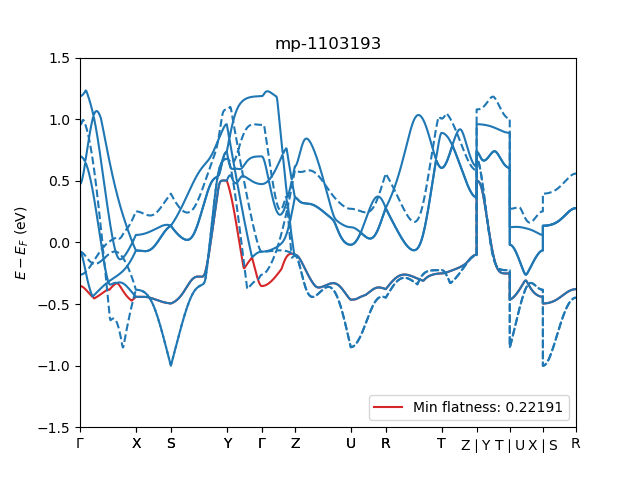 mp-1103193
E − E_F (eV)
1.5
1.0
0.5
0.0
−0.5
−1.0
−1.5
Min flatness: 0.22191
Γ X S Y Γ Z U R T Z|Y T|U X|S R